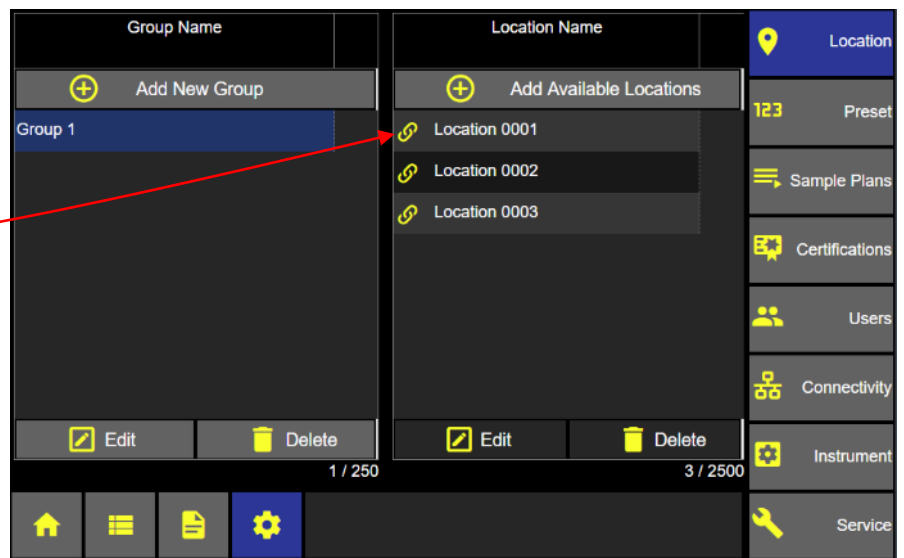 Group Name
Location Name
Location
Add New Group
Add Available Locations
Group 1
Location 0001
123 Preset
Location 0002
Sample Plans
Location 0003
Certifications
Users
Connectivity
Edit
Delete
Edit
Delete
1 / 250
3 / 2500
Instrument
Service